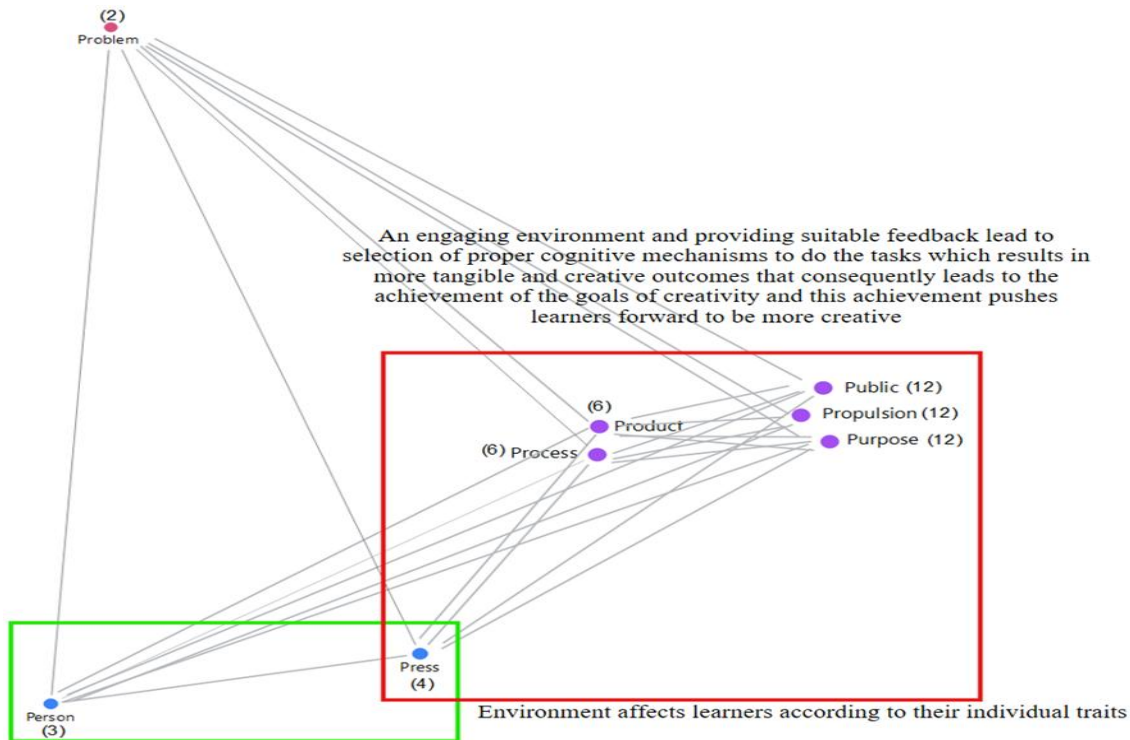 (2)
Problem
An engaging environment and providing suitable feedback lead to
selection of proper cognitive mechanisms to do the tasks which results in
more tangible and creative outcomes that consequently leads to the
achievement of the goals of creativity and this achievement pushes
learners forward to be more creative
Public (12)
(6)
Propulsion (12)
Product
Purpose (12)
(6) Process
Press
(4)
Person
(3)
Environment affects learners according to their individual traits